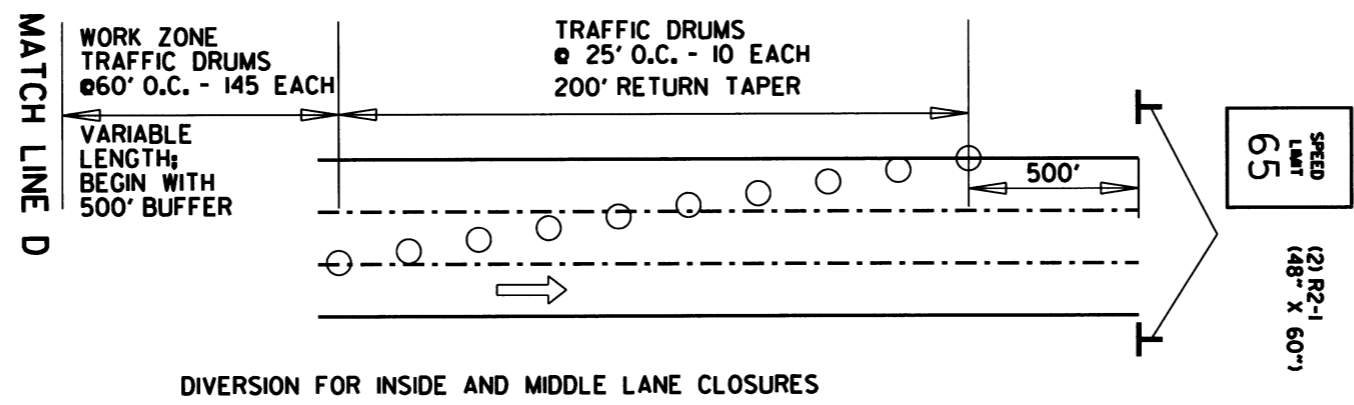 MATCH LINE D
WORK ZONE
TRAFFIC DRUMS
@60' O.C. - 145 EACH
VARIABLE
LENGTH;
BEGIN WITH
500' BUFFER
TRAFFIC DRUMS
@ 25' O.C. - 10 EACH
200' RETURN TAPER
500'
SPEED
LIMIT
65
(2) R2-1
(48" X 60")
DIVERSION FOR INSIDE AND MIDDLE LANE CLOSURES